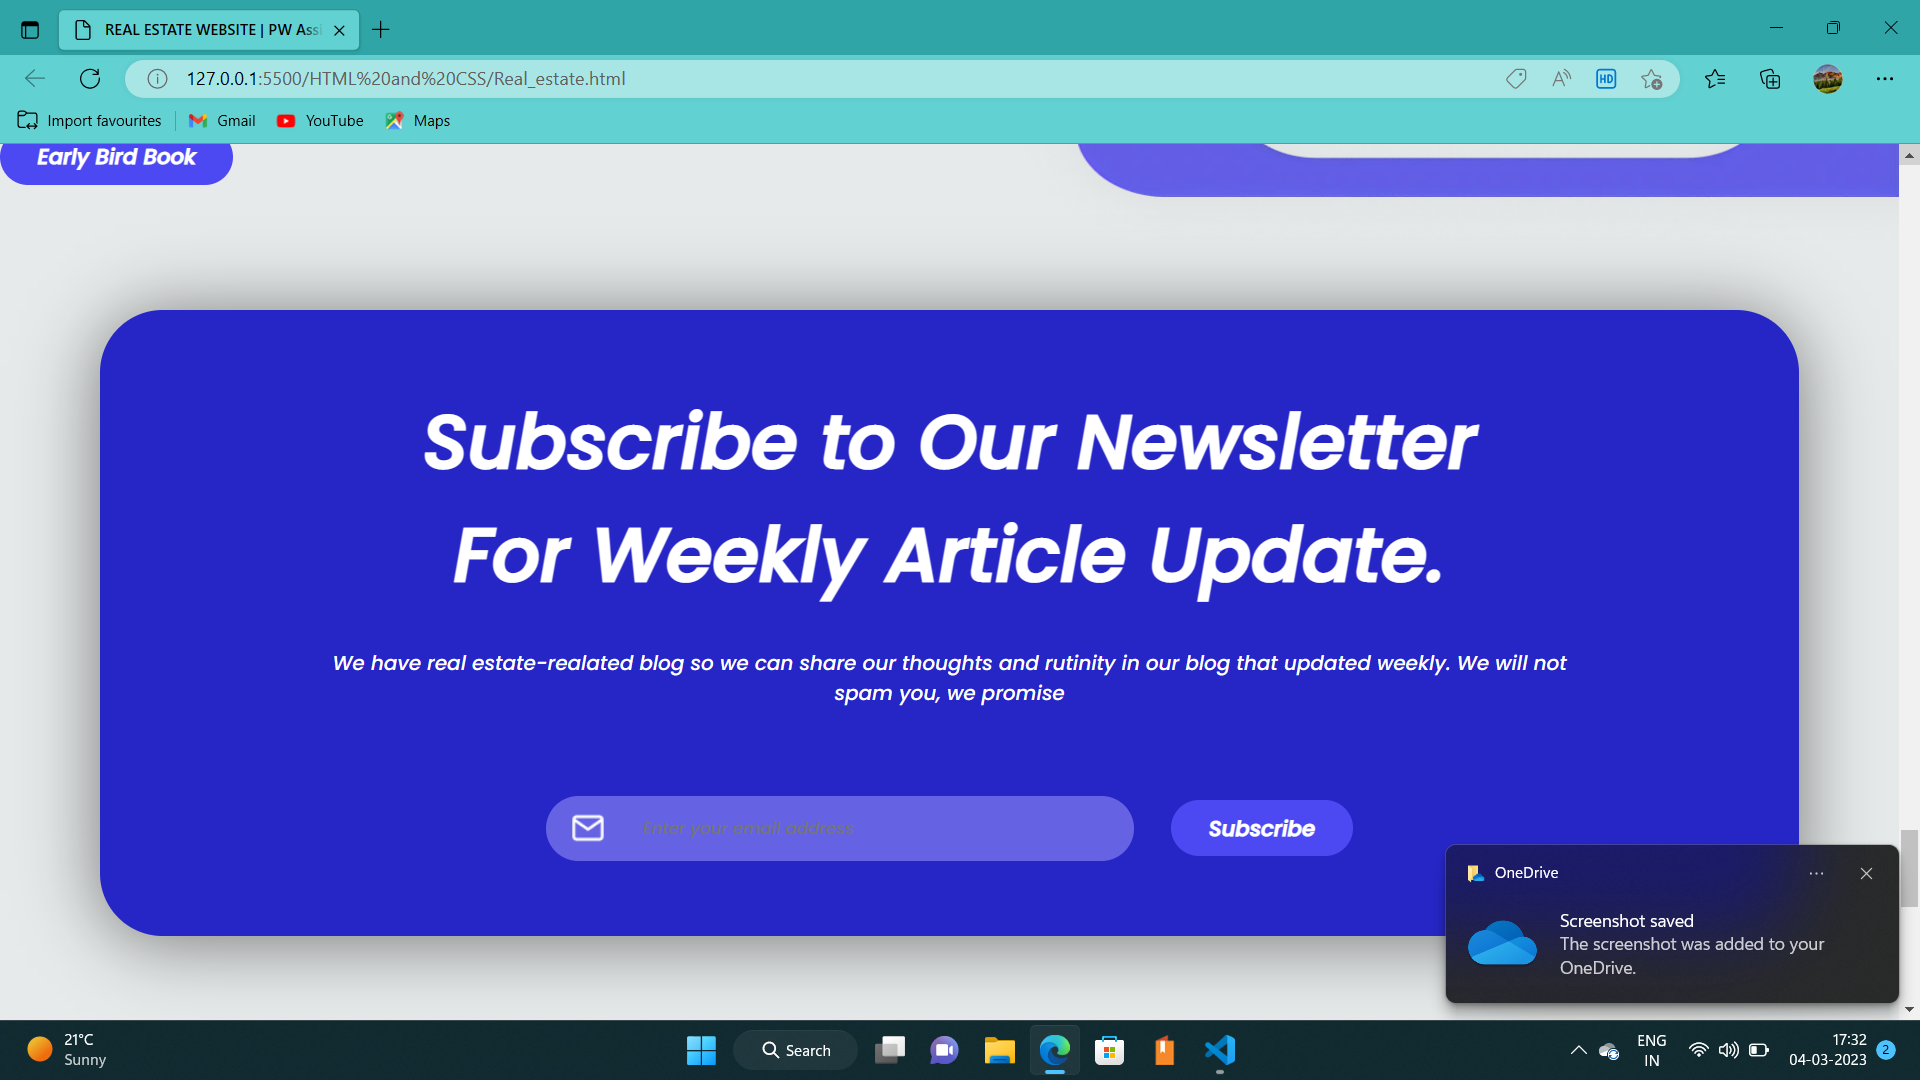 REAL ESTATE WEBSITE | PW Ass
127.0.0.1:5500/HTML%20and%20CSS/Real_estate.html
HD
Import favourites
Gmail
YouTube
Maps
Early Bird Book
Subscribe to Our Newsletter
For Weekly Article Update.
We have real estate-realated blog so we can share our thoughts and rutinity in our blog that updated weekly. We will not
spam you, we promise
Enter your email address
Subscribe
OneDrive
Screenshot saved
The screenshot was added to your
OneDrive.
21°C
Sunny
Search
ENG
IN
17:32
04-03-2023
2